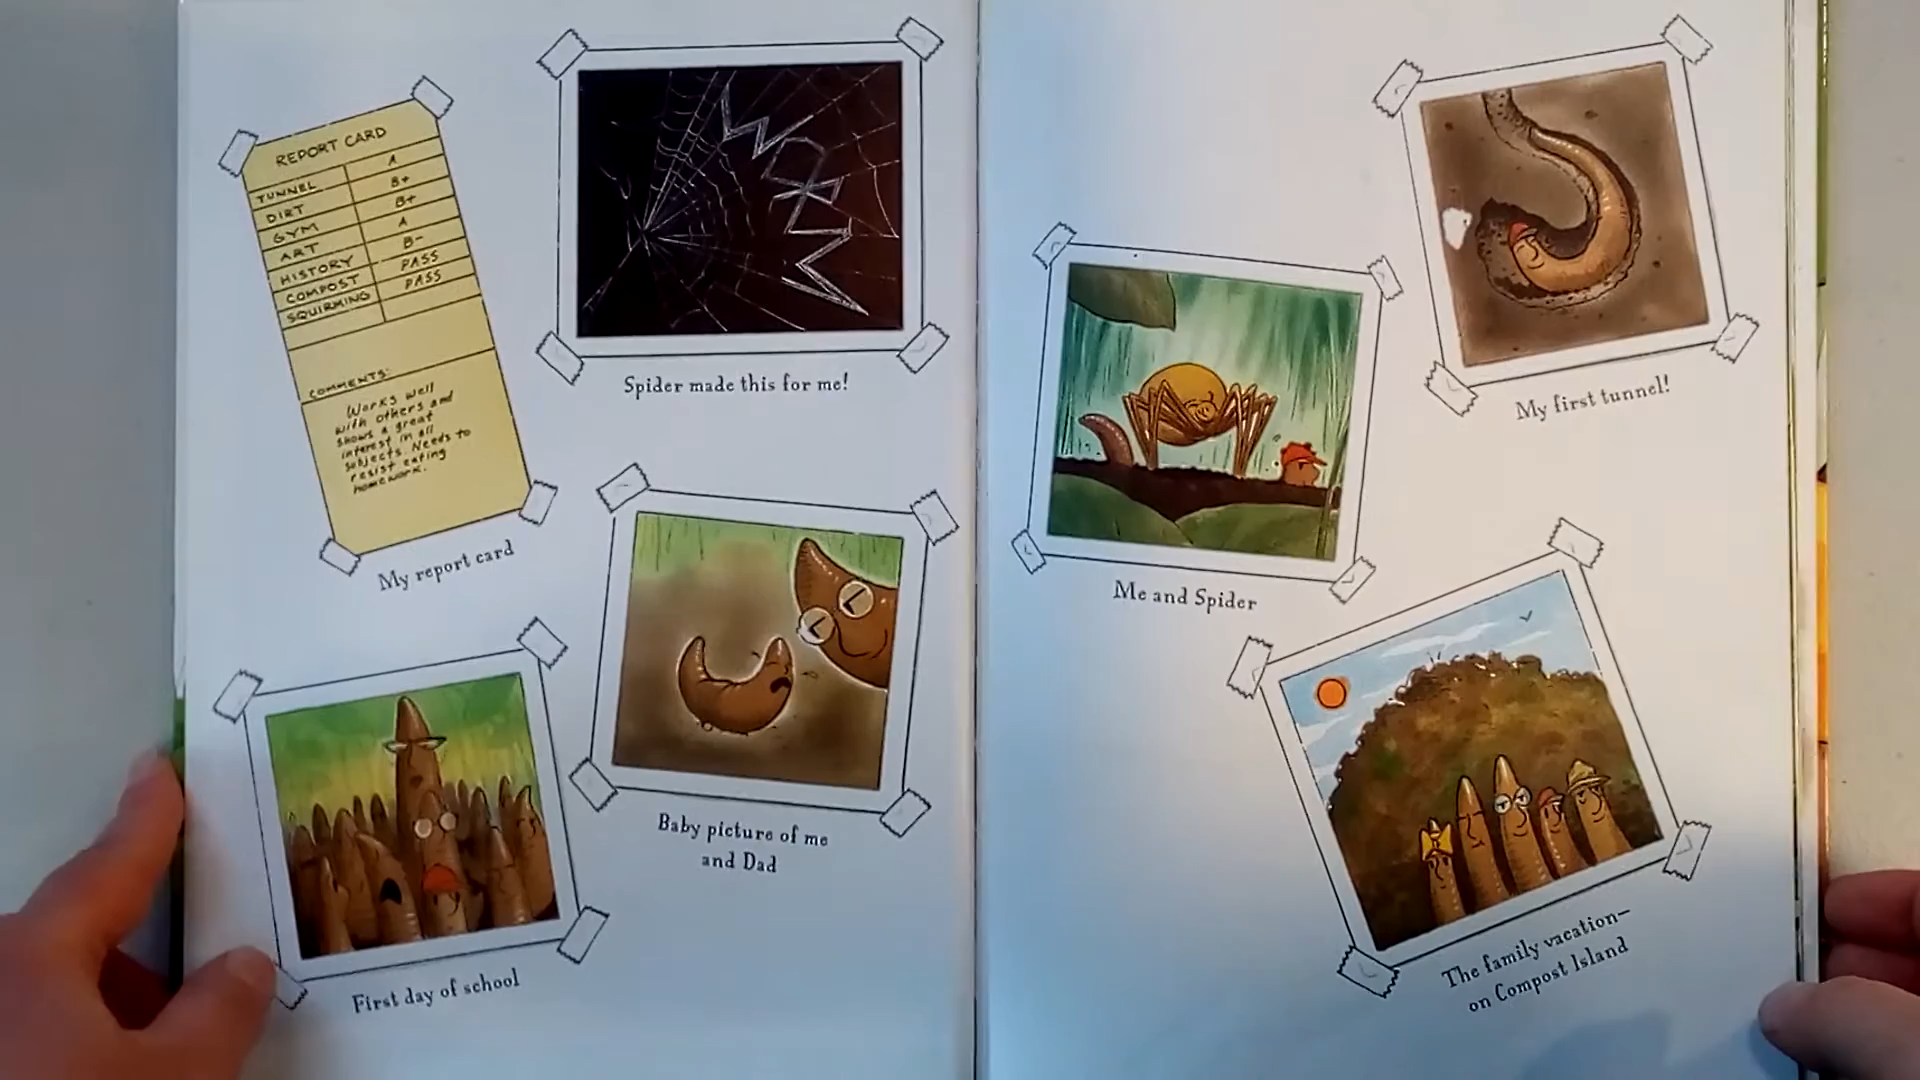 REPORT CARD
TUNNEL A
DIRT B+
GYM B+
ART A
HISTORY B-
COMPOST PASS
SQUIRMING PASS
COMMENTS:
Works well
with others and
shows a great
interest in all
subjects. Needs to
resist eating
homework.
My report card
WORM
Spider made this for me!
First day of school
Baby picture of me
and Dad
Me and Spider
My first tunnel!
The family vacation—
on Compost Island